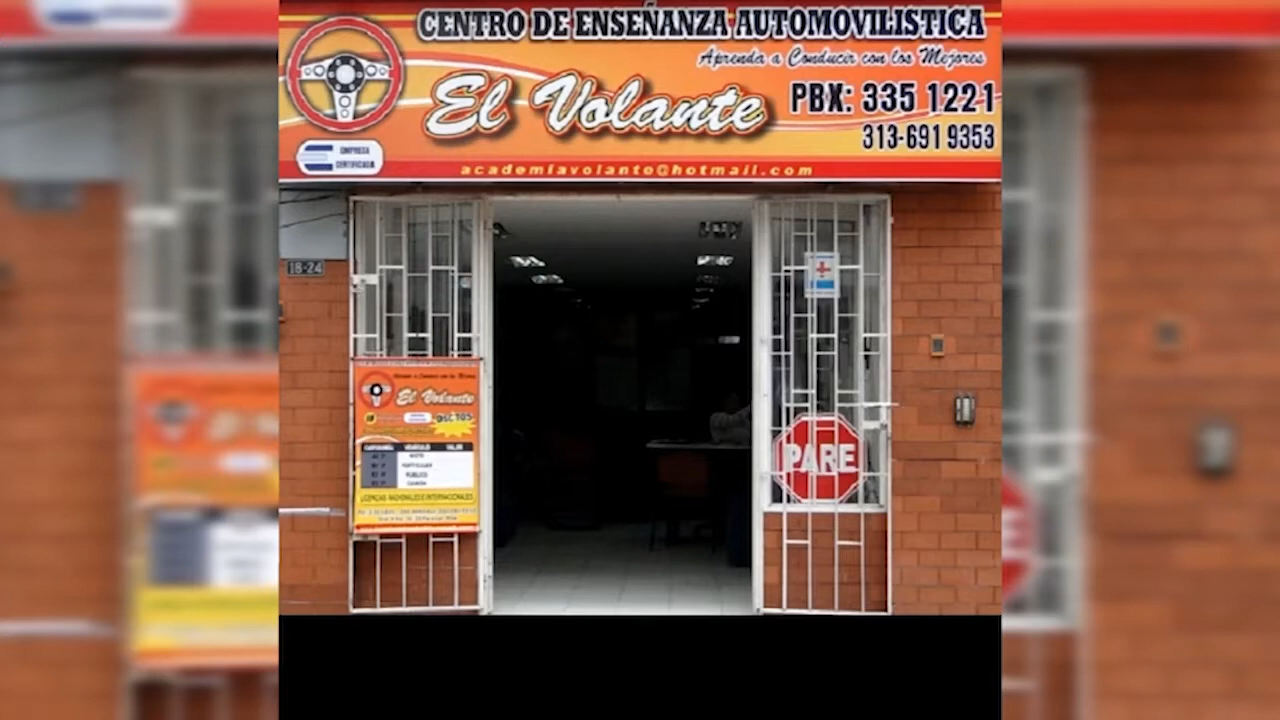 CENTRO DE ENSEÑANZA AUTOMOVILISTICA
Aprenda a Conducir con los Mejores
El Volante
PBX: 335 1221
313-691 9353
EMPRESA
CERTIFICADA
academiavolante@hotmail.com
18-24
El Volante
PARE
LICENCIAS NACIONALES E INTERNACIONALES